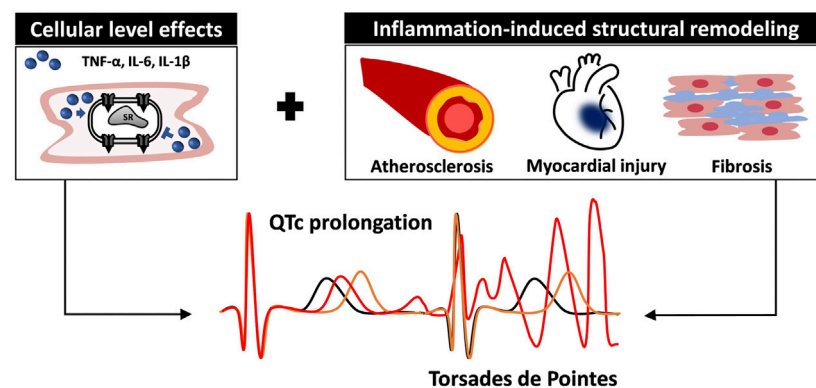 Cellular level effects
TNF-α, IL-6, IL-1β
SR
Inflammation-induced structural remodeling
Atherosclerosis
Myocardial injury
Fibrosis
QTc prolongation
Torsades de Pointes